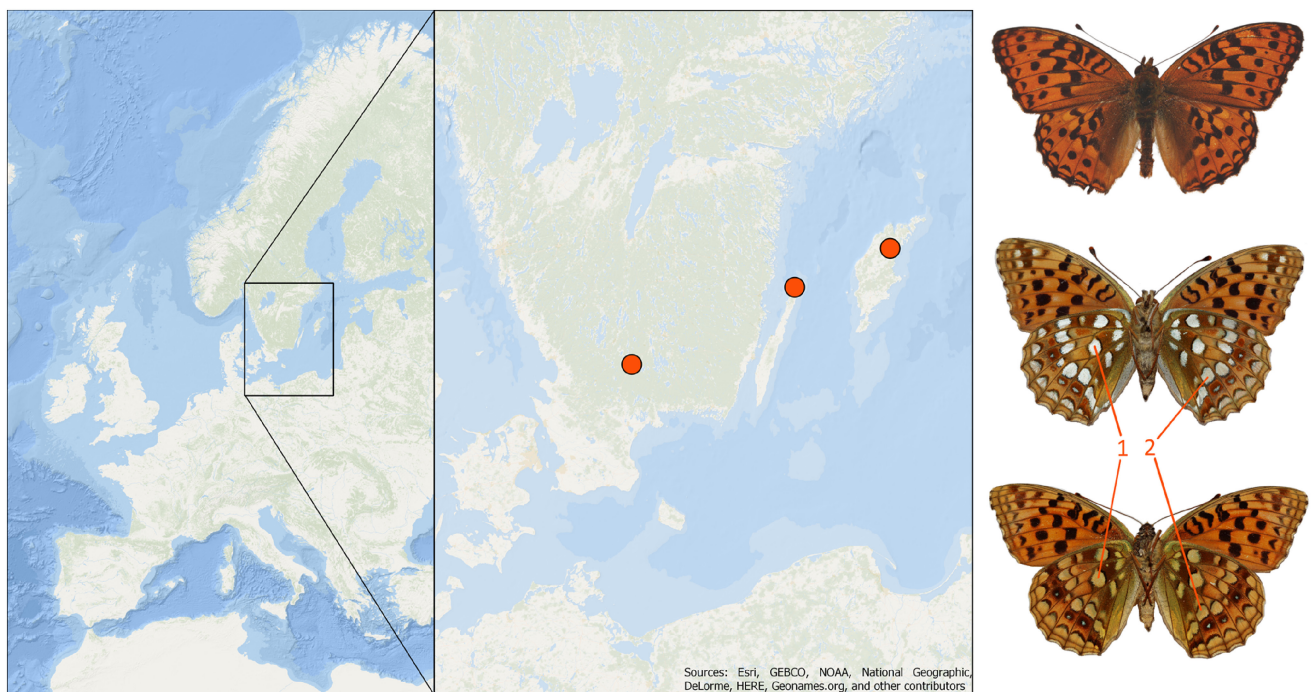 1 2
Sources: Esri, GEBCO, NOAA, National Geographic,
DeLorme, HERE, Geonames.org, and other contributors